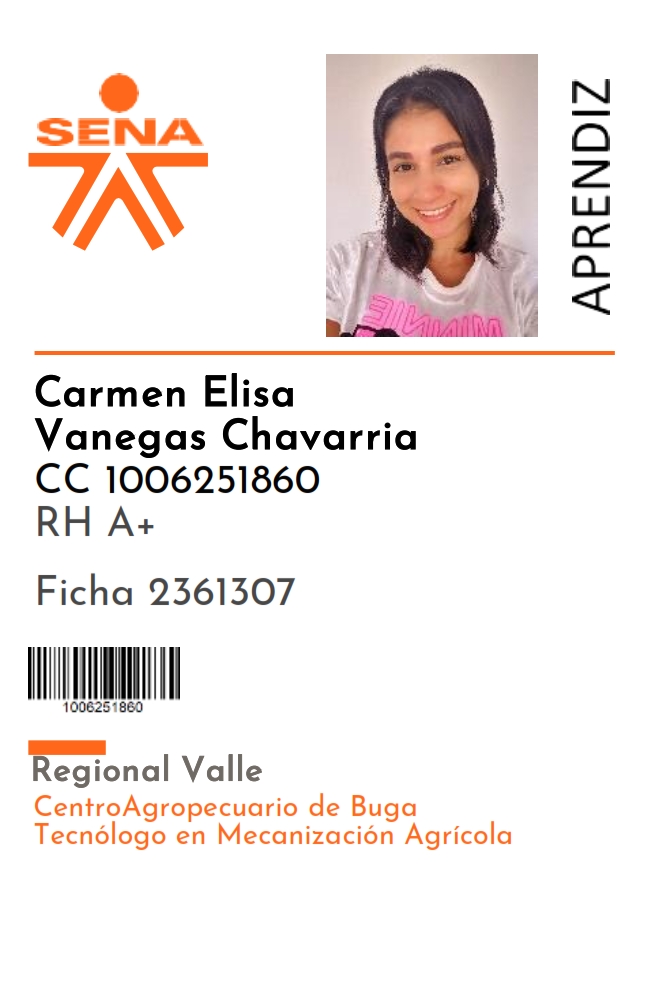 SENA
APRENDIZ
MINNIE
Carmen Elisa
Vanegas Chavarria
CC 1006251860
RH A+
Ficha 2361307
1006251860
Regional Valle
CentroAgropecuario de Buga
Tecnólogo en Mecanización Agrícola